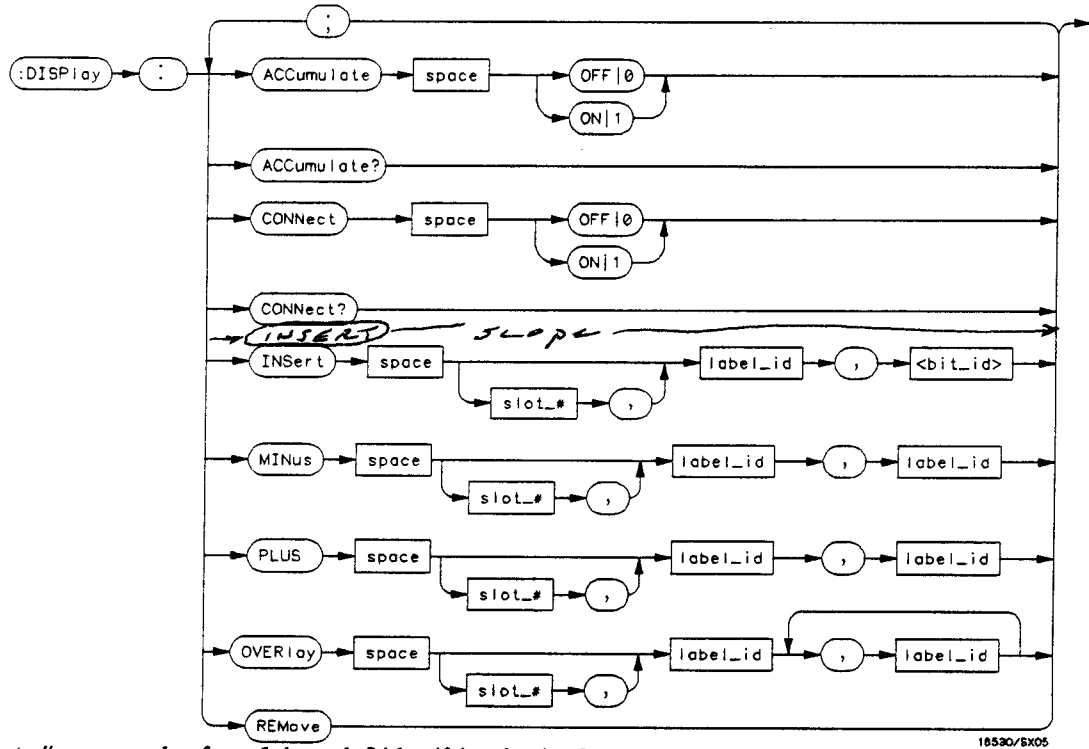 ;
:DISPlay : ACCumulate space OFF|0
ON|1
ACCumulate?
CONNect space OFF|0
ON|1
CONNect?
INSERT
INSert space label_id , <bit_id>
slot_# ,
MINus space label_id , label_id
slot_# ,
PLUS space label_id , label_id
slot_# ,
OVERlay space label_id , label_id
slot_# ,
REMove
16530/SX05